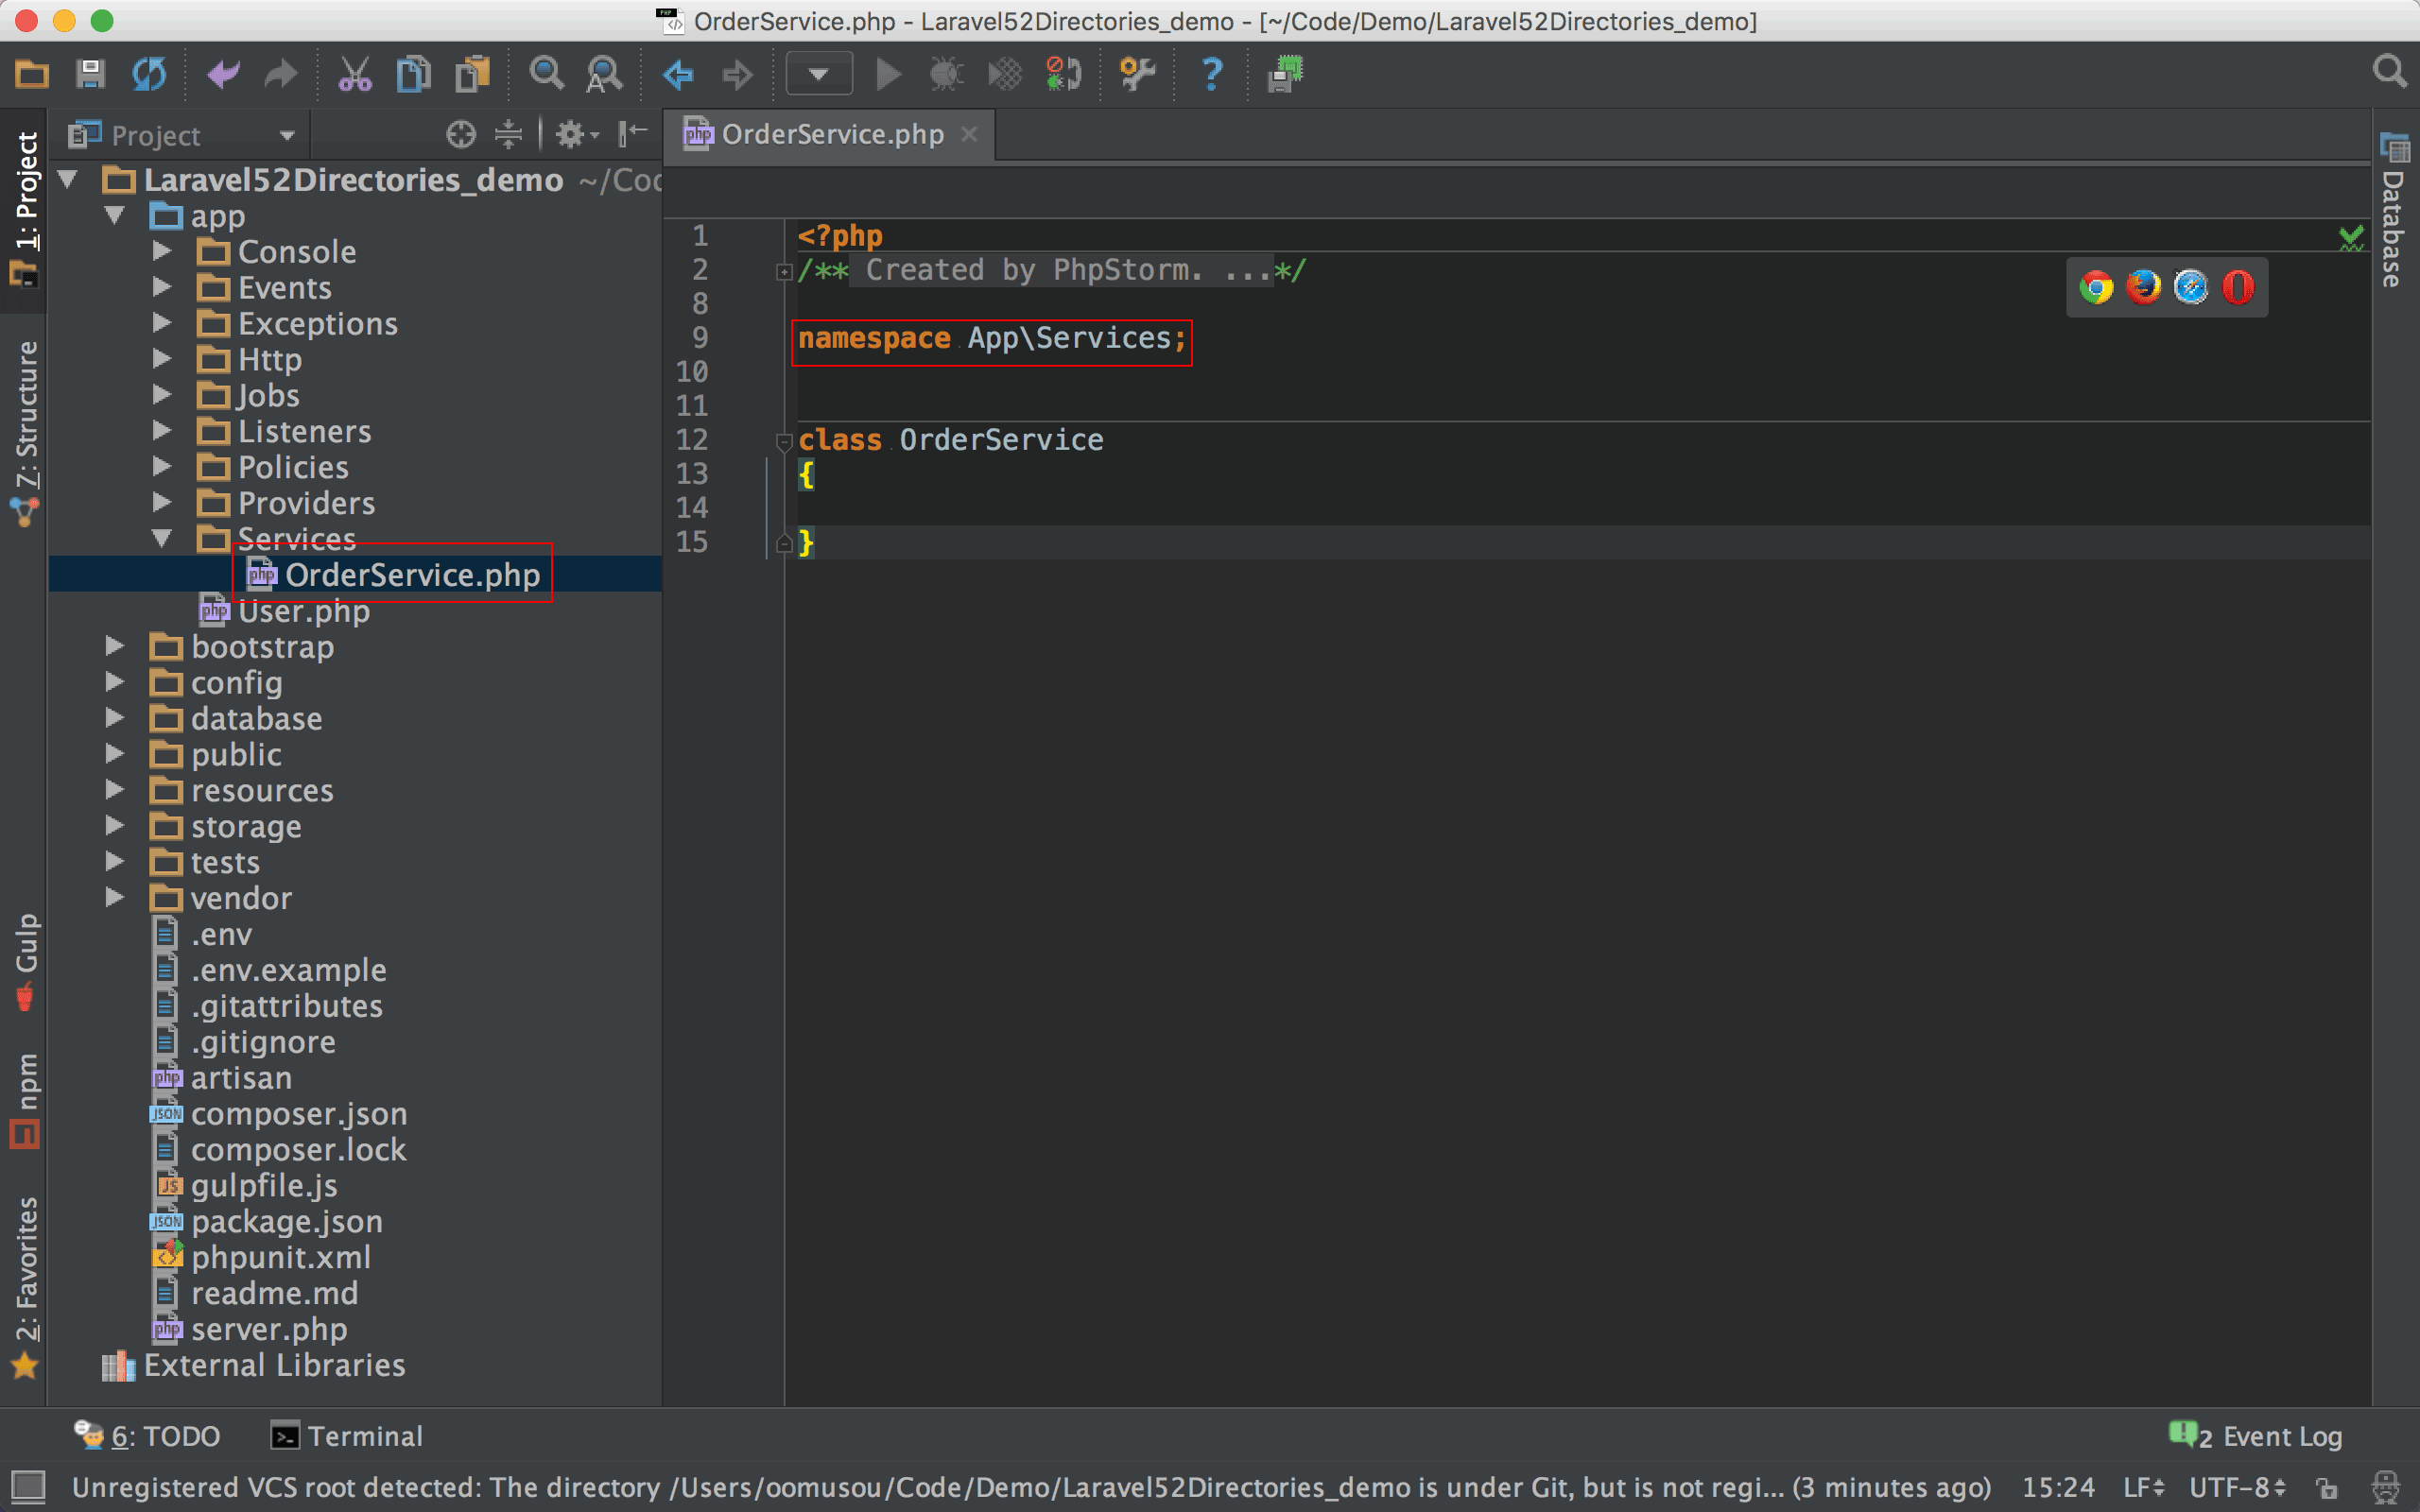 OrderService.php - Laravel52Directories_demo - [~/Code/Demo/Laravel52Directories_demo]
Project
OrderService.php
1: Project
7: Structure
Gulp
npm
2: Favorites
Laravel52Directories_demo ~/Cod
app
Console
Events
Exceptions
Http
Jobs
Listeners
Policies
Providers
Services
OrderService.php
User.php
bootstrap
config
database
public
resources
storage
tests
vendor
.env
.env.example
.gitattributes
.gitignore
artisan
composer.json
composer.lock
gulpfile.js
package.json
phpunit.xml
readme.md
server.php
External Libraries
1 <?php
2 /** Created by PhpStorm. ...*/
8
9 namespace App\Services;
10
11
12 class OrderService
13 {
14
15 }
Database
6: TODO
Terminal
2 Event Log
Unregistered VCS root detected: The directory /Users/oomusou/Code/Demo/Laravel52Directories_demo is under Git, but is not regi... (3 minutes ago)
15:24
LF
UTF-8